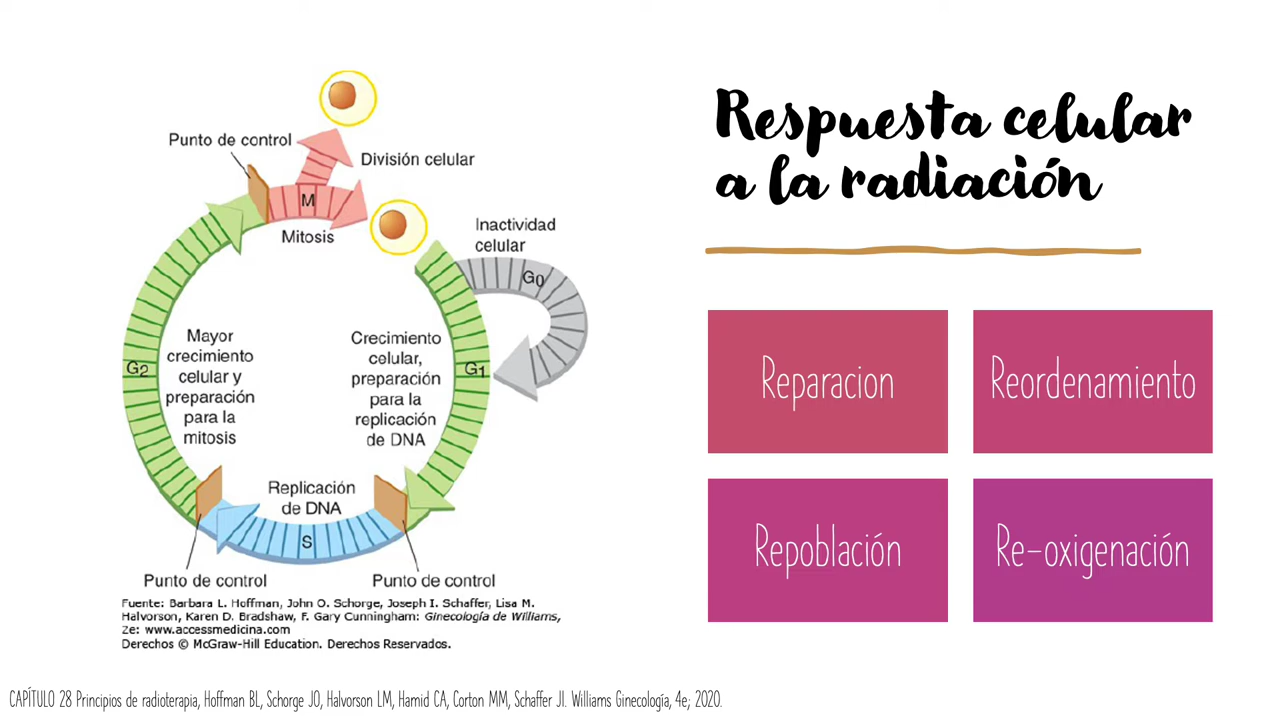 Respuesta celular
a la radiación
Punto de control
División celular
M
Mitosis
Inactividad
celular
G0
Mayor
crecimiento
celular y
preparación
para la
mitosis
G2
Crecimiento
celular,
preparación
para la
replicación
de DNA
G1
Replicación
de DNA
S
Punto de control
Punto de control
Fuente: Barbara L. Hoffman, John O. Schorge, Joseph I. Schaffer, Lisa M.
Halvorson, Karen D. Bradshaw, F. Gary Cunningham: Ginecología de Williams,
2e: www.accessmedicina.com
Derechos © McGraw-Hill Education. Derechos Reservados.
Reparacion
Reordenamiento
Repoblación
Re-oxigenación
CAPÍTULO 28 Principios de radioterapia, Hoffman BL, Schorge JO, Halvorson LM, Hamid CA, Corton MM, Schaffer JI. Williams Ginecología, 4e; 2020.